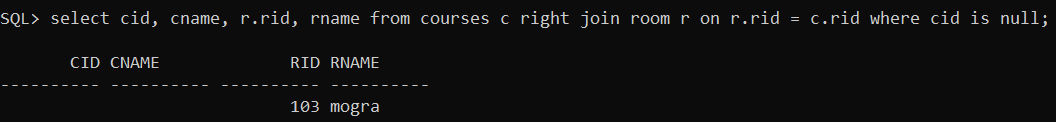 SQL> select cid, cname, r.rid, rname from courses c right join room r on r.rid = c.rid where cid is null;
       CID CNAME             RID RNAME
---------- ---------- ---------- ----------
                             103 mogra